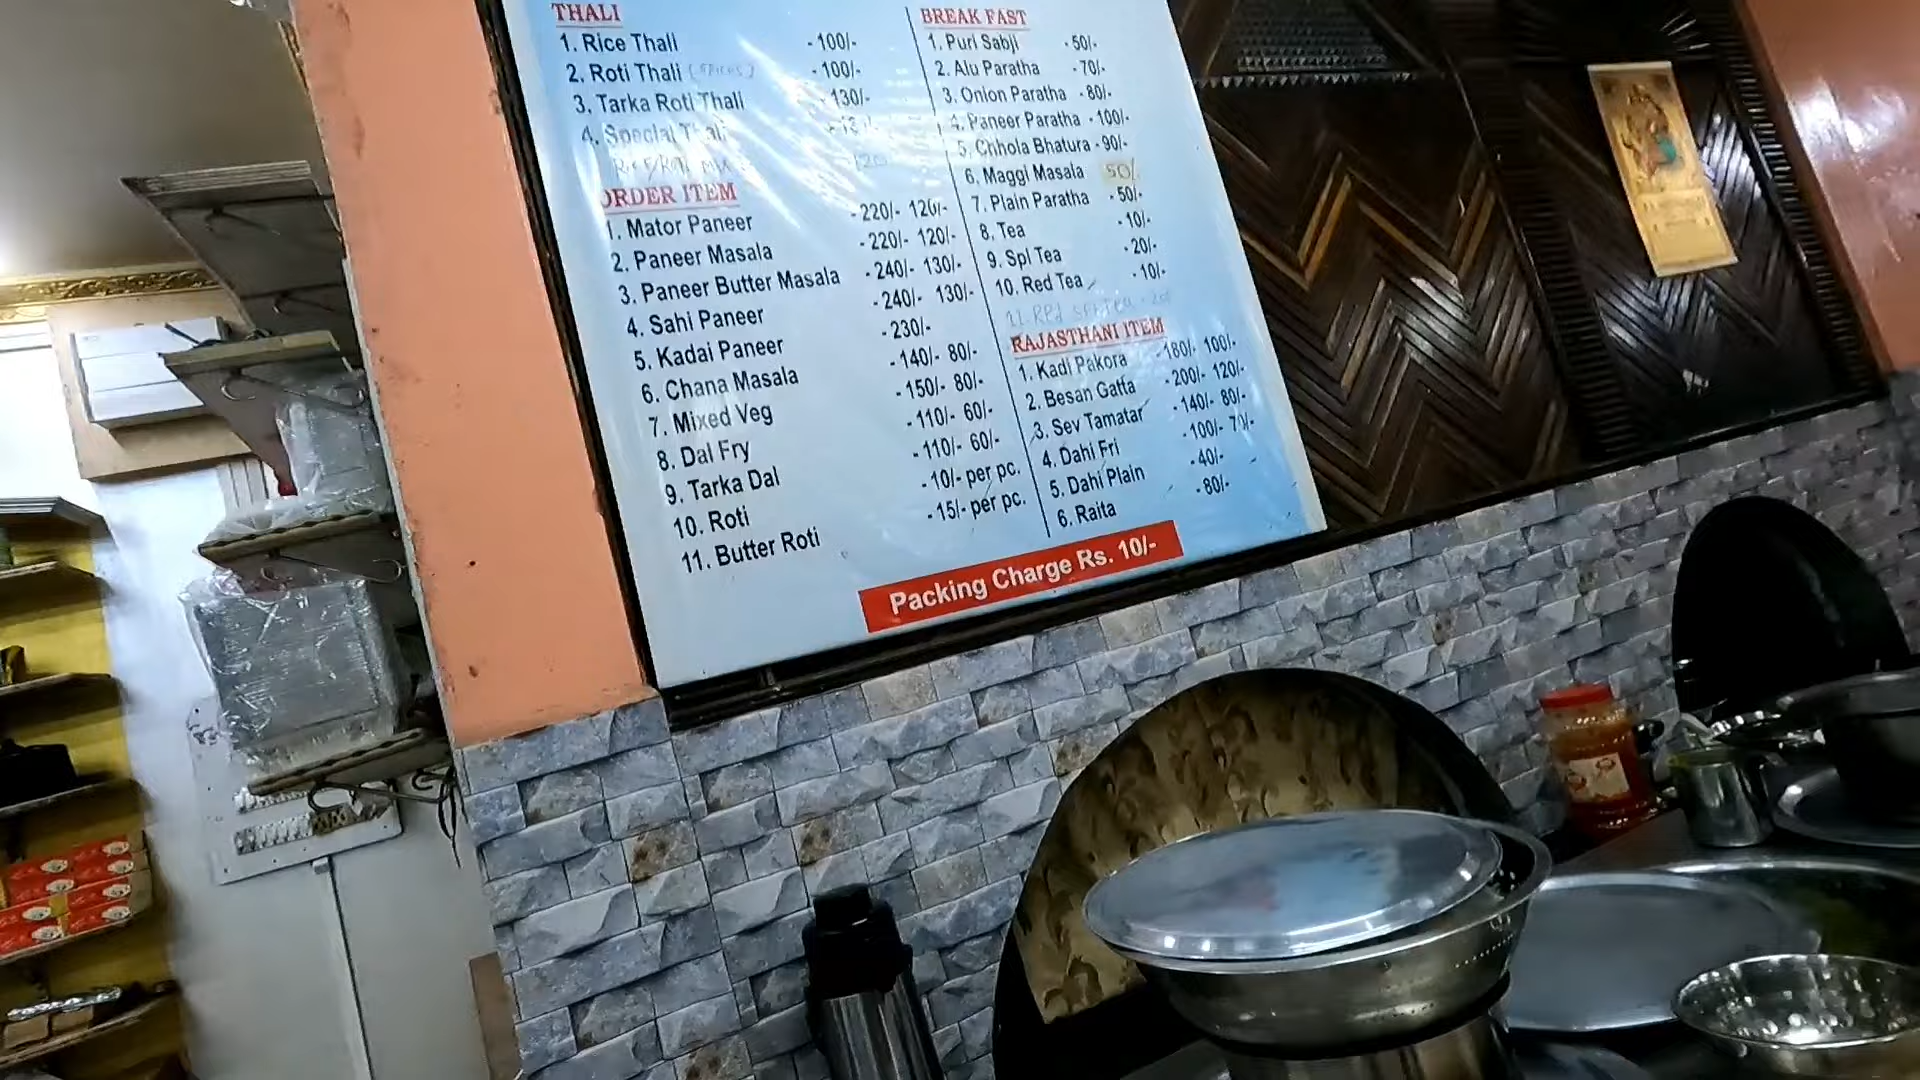 THALI
1. Rice Thali - 100/-
2. Roti Thali - 100/-
3. Tarka Roti Thali - 130/-
4. Special Thali
120
ORDER ITEM
1. Mator Paneer - 220/- 120/-
2. Paneer Masala - 220/- 120/-
3. Paneer Butter Masala - 240/- 130/-
4. Sahi Paneer - 240/- 130/-
5. Kadai Paneer - 230/-
6. Chana Masala - 140/- 80/-
7. Mixed Veg - 150/- 80/-
8. Dal Fry - 110/- 60/-
9. Tarka Dal - 110/- 60/-
10. Roti - 10/- per pc.
11. Butter Roti - 15/- per pc.
BREAK FAST
1. Puri Sabji - 50/-
2. Alu Paratha - 70/-
3. Onion Paratha - 80/-
4. Paneer Paratha - 100/-
5. Chhola Bhatura - 90/-
6. Maggi Masala 50/-
7. Plain Paratha - 50/-
8. Tea - 10/-
9. Spl Tea - 20/-
10. Red Tea - 10/-
11. Red
RAJASTHANI ITEM
1. Kadi Pakora - 180/- 100/-
2. Besan Gatta - 200/- 120/-
3. Sev Tamatar - 140/- 80/-
4. Dahi Fri - 100/- 70/-
5. Dahi Plain - 40/-
6. Raita - 80/-
Packing Charge Rs. 10/-